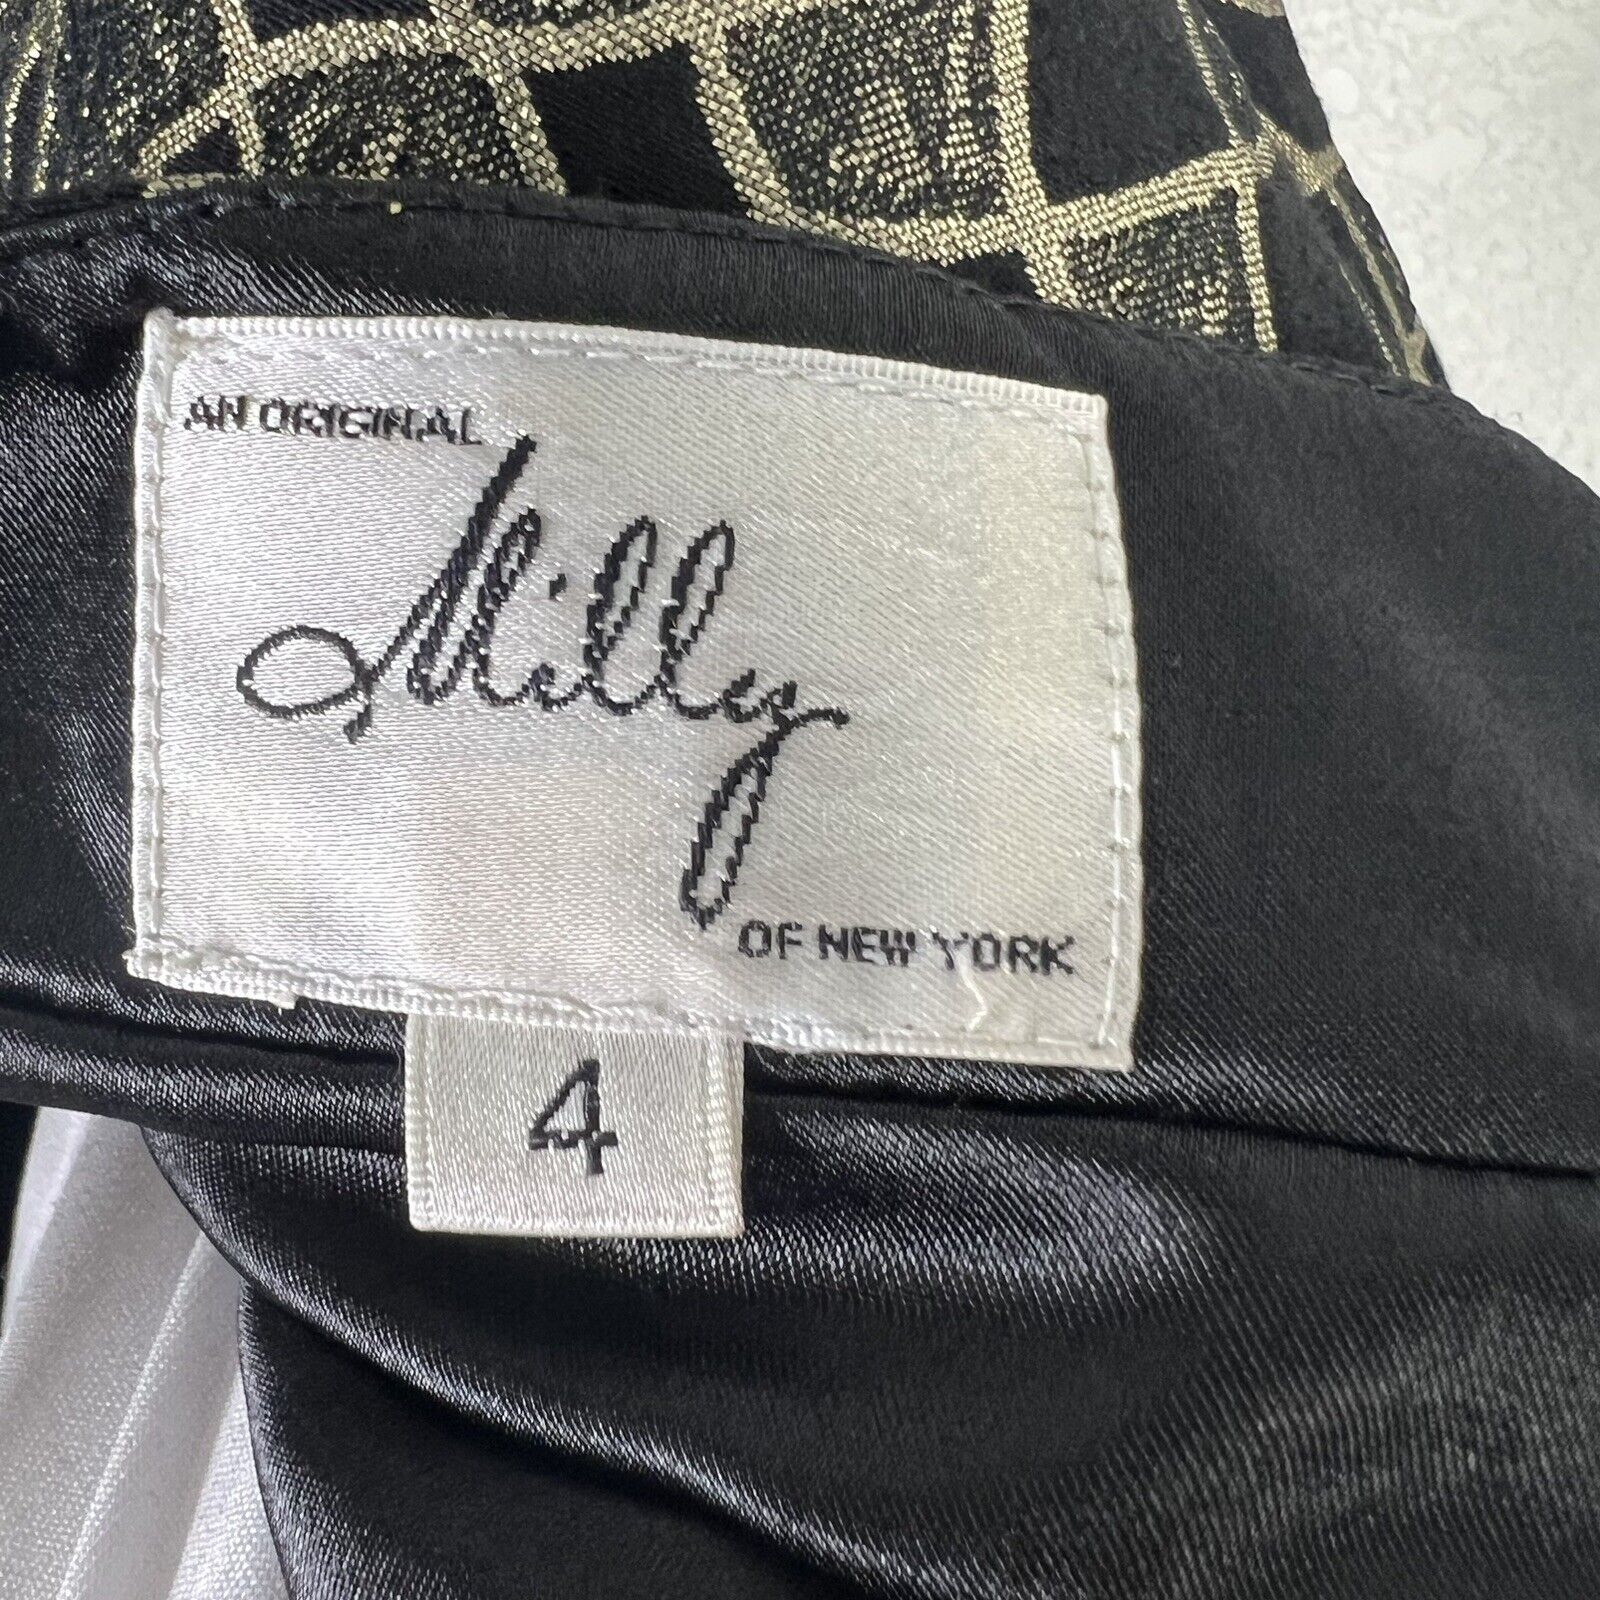 AN ORIGINAL
Milly
OF NEW YORK
4